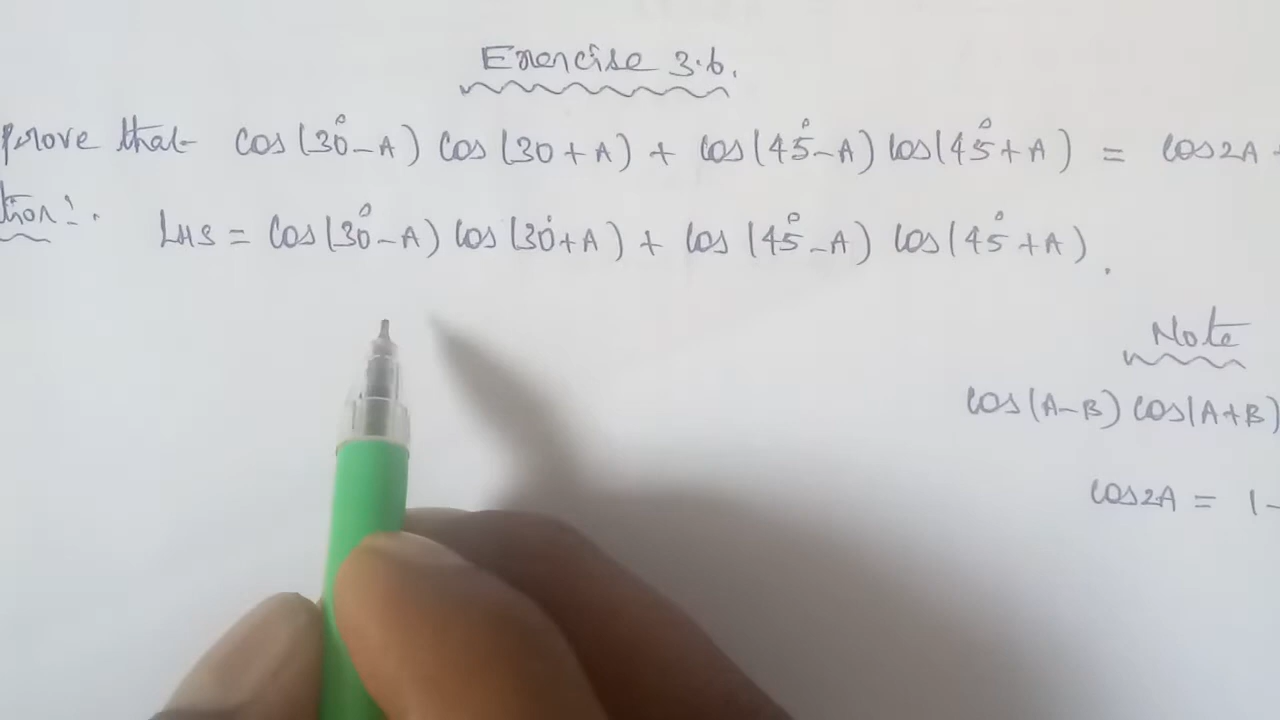 Exercise 3.6.
Prove that cos(30°-A) cos(30+A) + cos(45°-A) cos(45°+A) = cos2A +
tion:. LHS = cos(30°-A) cos(30°+A) + cos(45°-A) cos(45°+A).
Note
cos(A-B) cos(A+B)
cos2A = 1-